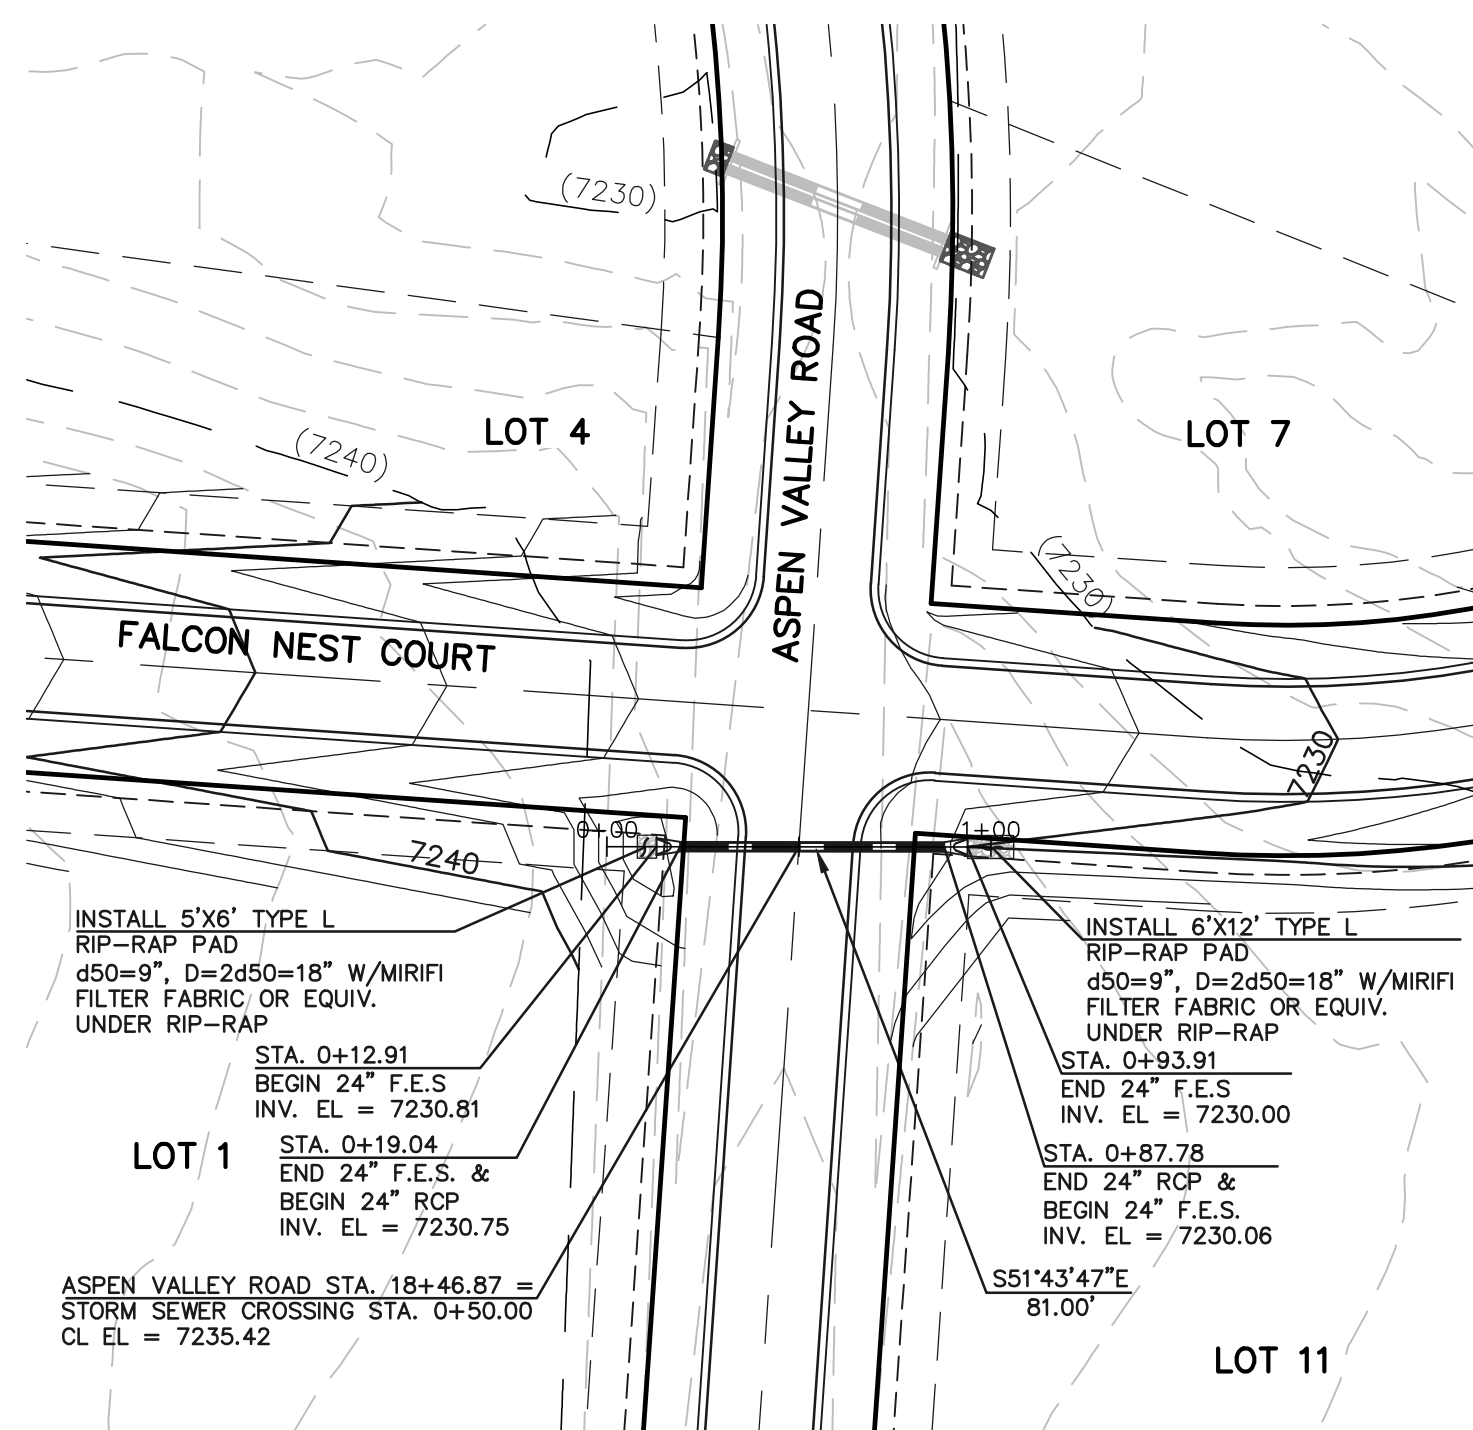 (7230)
ASPEN VALLEY ROAD
LOT 4
LOT 7
(7240)
(7230)
FALCON NEST COURT
7230
0+00
1+00
7240
INSTALL 5'X6' TYPE L
RIP-RAP PAD
d50=9", D=2d50=18" W/MIRIFI
FILTER FABRIC OR EQUIV.
UNDER RIP-RAP
INSTALL 6'X12' TYPE L
RIP-RAP PAD
d50=9", D=2d50=18" W/MIRIFI
FILTER FABRIC OR EQUIV.
UNDER RIP-RAP
STA. 0+12.91
BEGIN 24" F.E.S
INV. EL = 7230.81
STA. 0+93.91
END 24" F.E.S
INV. EL = 7230.00
LOT 1
STA. 0+19.04
END 24" F.E.S. &
BEGIN 24" RCP
INV. EL = 7230.75
STA. 0+87.78
END 24" RCP &
BEGIN 24" F.E.S.
INV. EL = 7230.06
ASPEN VALLEY ROAD STA. 18+46.87 =
STORM SEWER CROSSING STA. 0+50.00
CL EL = 7235.42
S51°43'47"E
81.00'
LOT 11